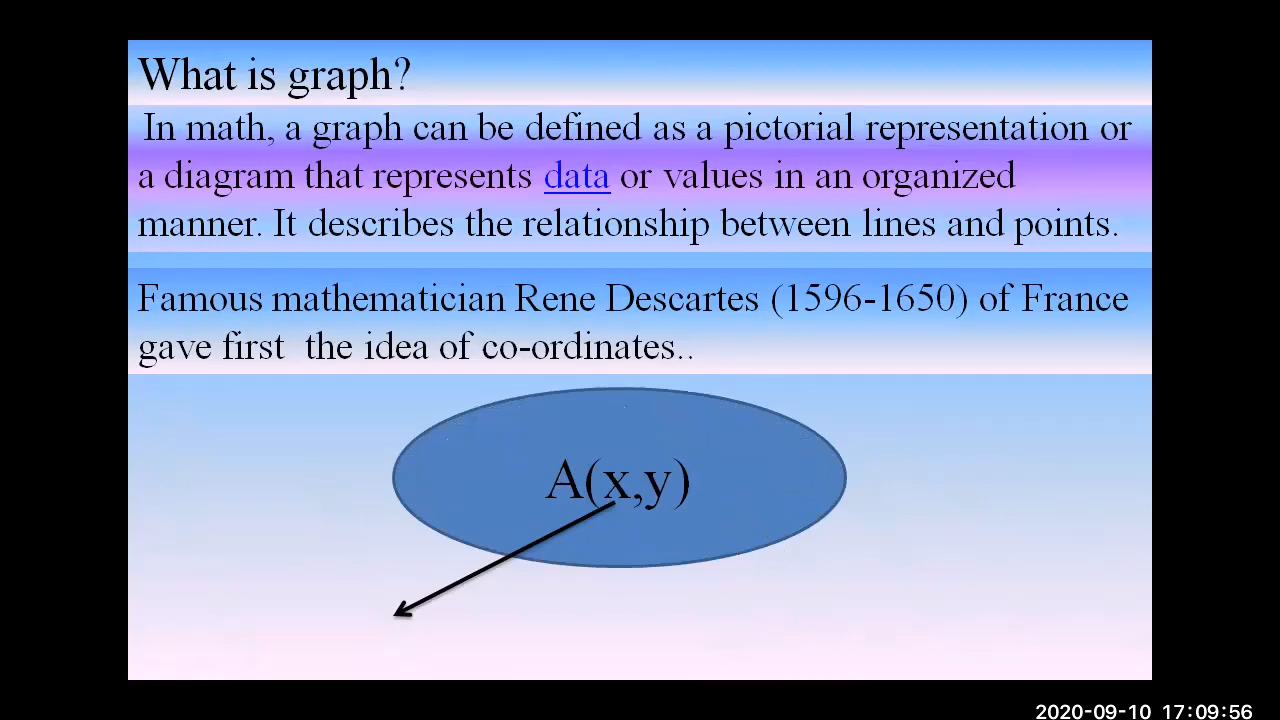 What is graph?
In math, a graph can be defined as a pictorial representation or
a diagram that represents data or values in an organized
manner. It describes the relationship between lines and points.
Famous mathematician Rene Descartes (1596-1650) of France
gave first  the idea of co-ordinates..
A(x,y)
2020-09-10 17:09:56